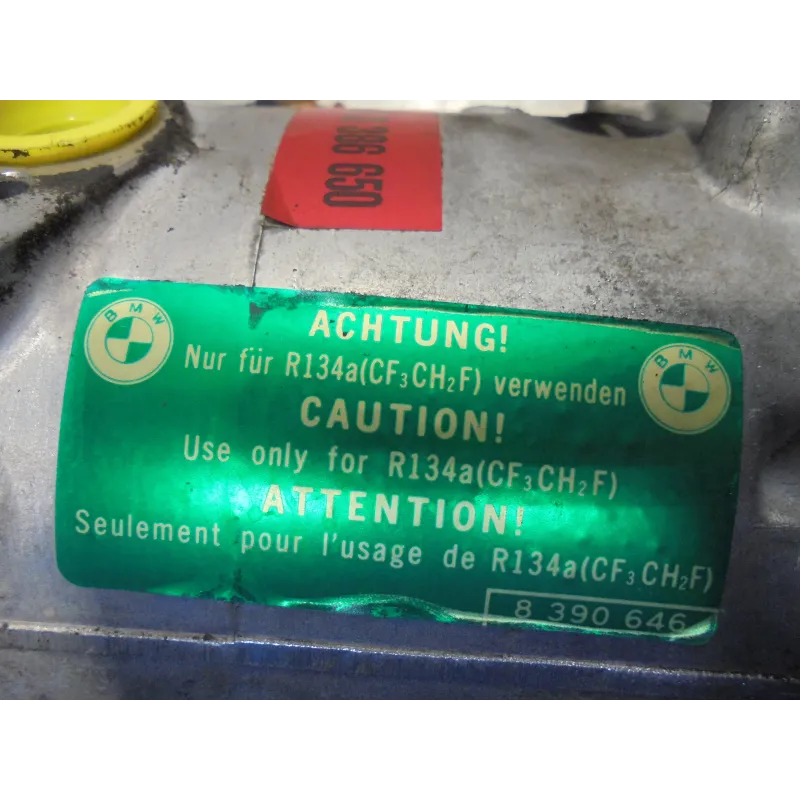 386 650
BMW
BMW
ACHTUNG!
Nur für R134a(CF₃CH₂F) verwenden
CAUTION!
Use only for R134a(CF₃CH₂F)
ATTENTION!
Seulement pour l'usage de R134a(CF₃CH₂F)
8 390 646